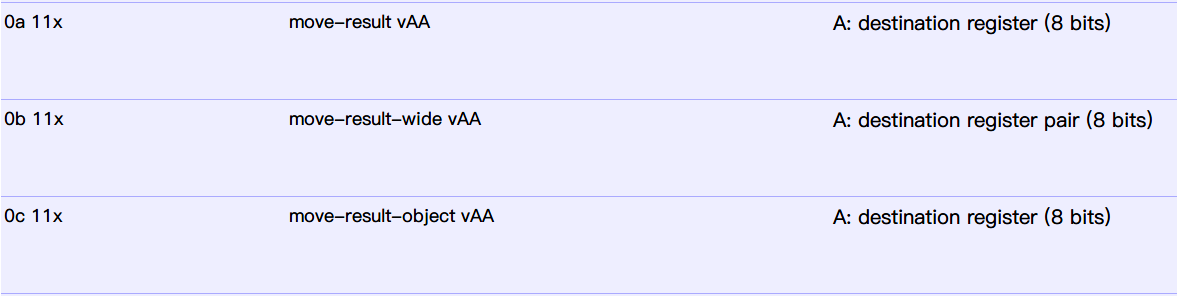 0a 11x move-result vAA A: destination register (8 bits)
0b 11x move-result-wide vAA A: destination register pair (8 bits)
0c 11x move-result-object vAA A: destination register (8 bits)